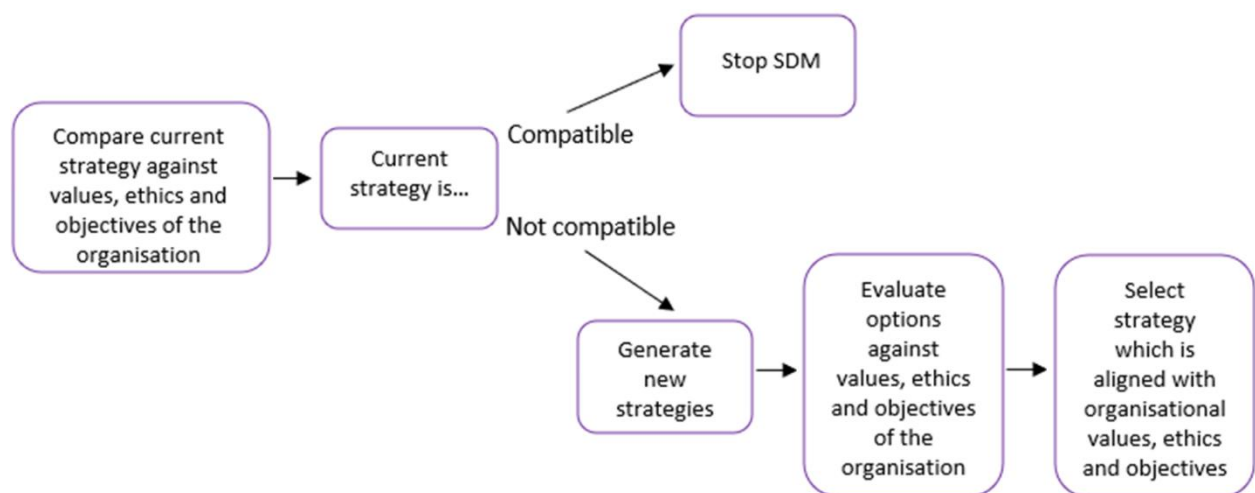 Compare current
strategy against
values, ethics and
objectives of the
organisation
Current
strategy is...
Compatible
Stop SDM
Not compatible
Generate
new
strategies
Evaluate
options
against
values, ethics
and objectives
of the
organisation
Select
strategy
which is
aligned with
organisational
values, ethics
and objectives